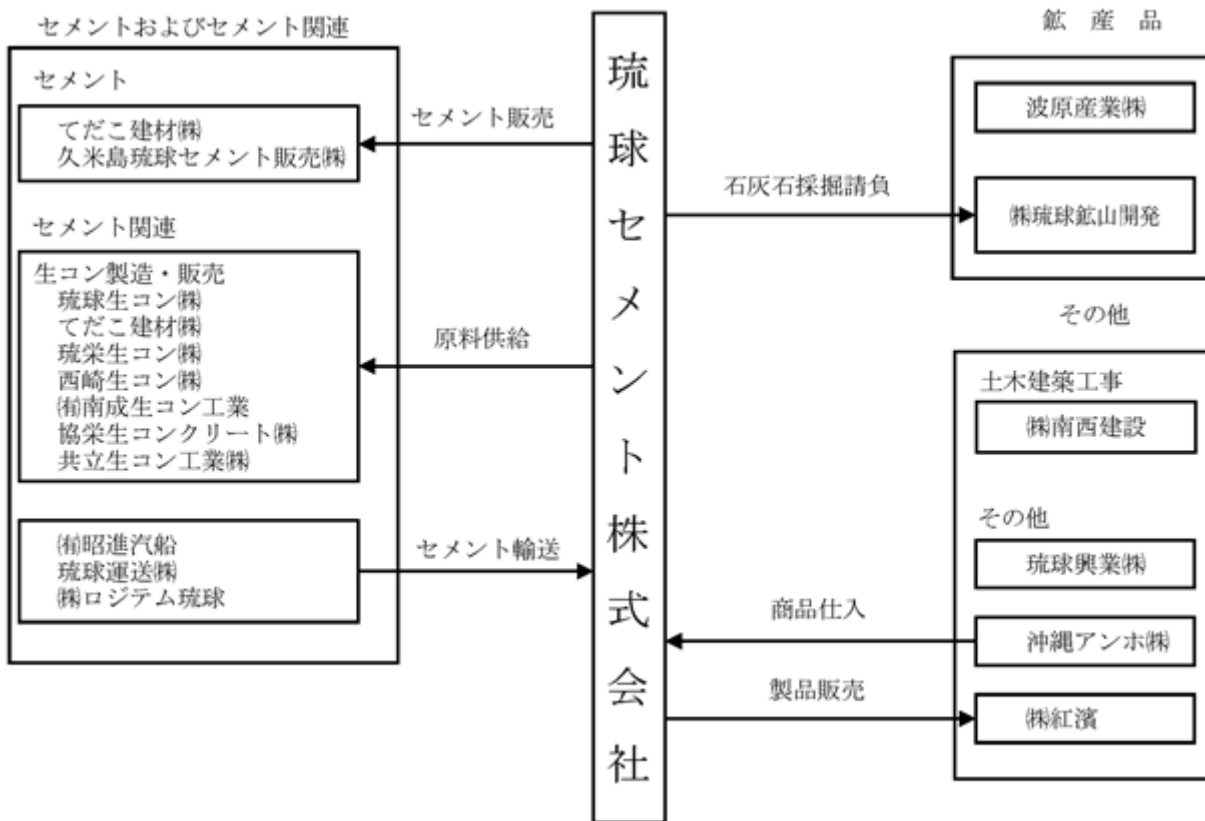 セメントおよびセメント関連
セメント
てだこ建材㈱
久米島琉球セメント販売㈱
セメント関連
生コン製造・販売
琉球生コン㈱
てだこ建材㈱
琉栄生コン㈱
西崎生コン㈱
㈲南成生コン工業
協栄生コンクリート㈱
共立生コン工業㈱
㈲昭進汽船
琉球運送㈱
㈱ロジテム琉球
セメント販売
原料供給
セメント輸送
琉球セメント株式会社
石灰石採掘請負
商品仕入
製品販売
鉱産品
波原産業㈱
㈱琉球鉱山開発
その他
土木建築工事
㈱南西建設
その他
琉球興業㈱
沖縄アンホ㈱
㈱紅濱